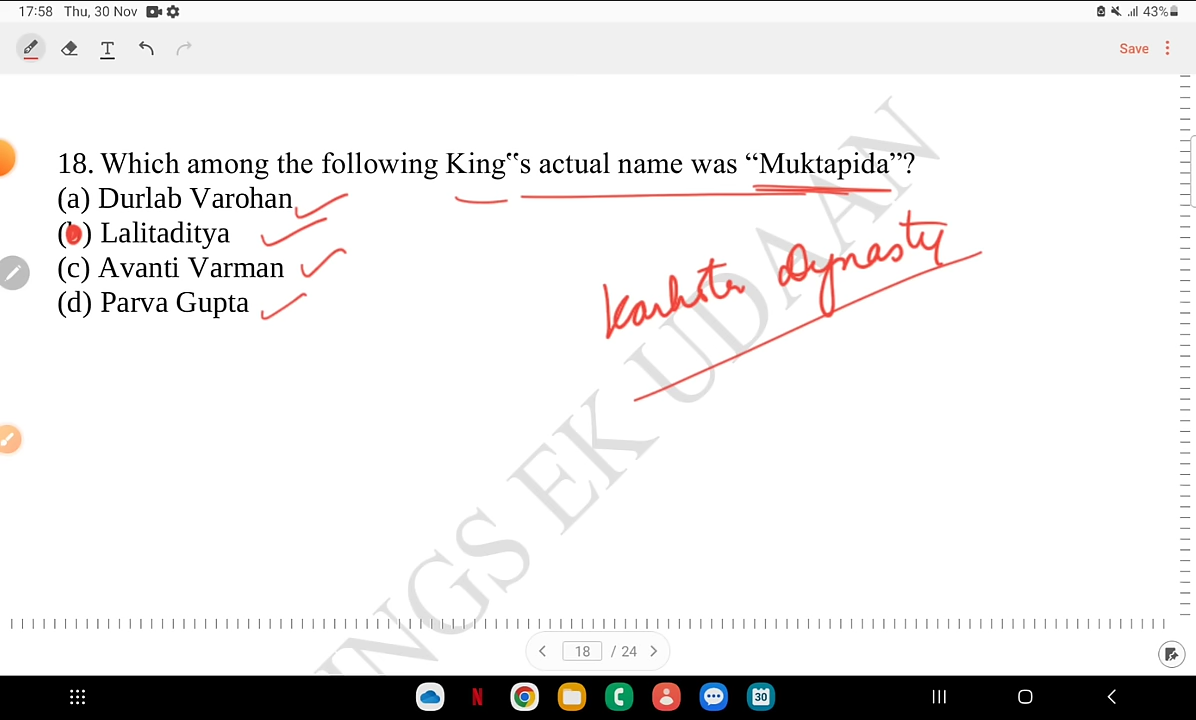 17:58 Thu, 30 Nov
43%
T
Save
18. Which among the following King‟s actual name was “Muktapida”?
(a) Durlab Varohan
(b) Lalitaditya
(c) Avanti Varman
(d) Parva Gupta
Karkota Dynasty
INGS EK UDAAN
18 / 24
N
30